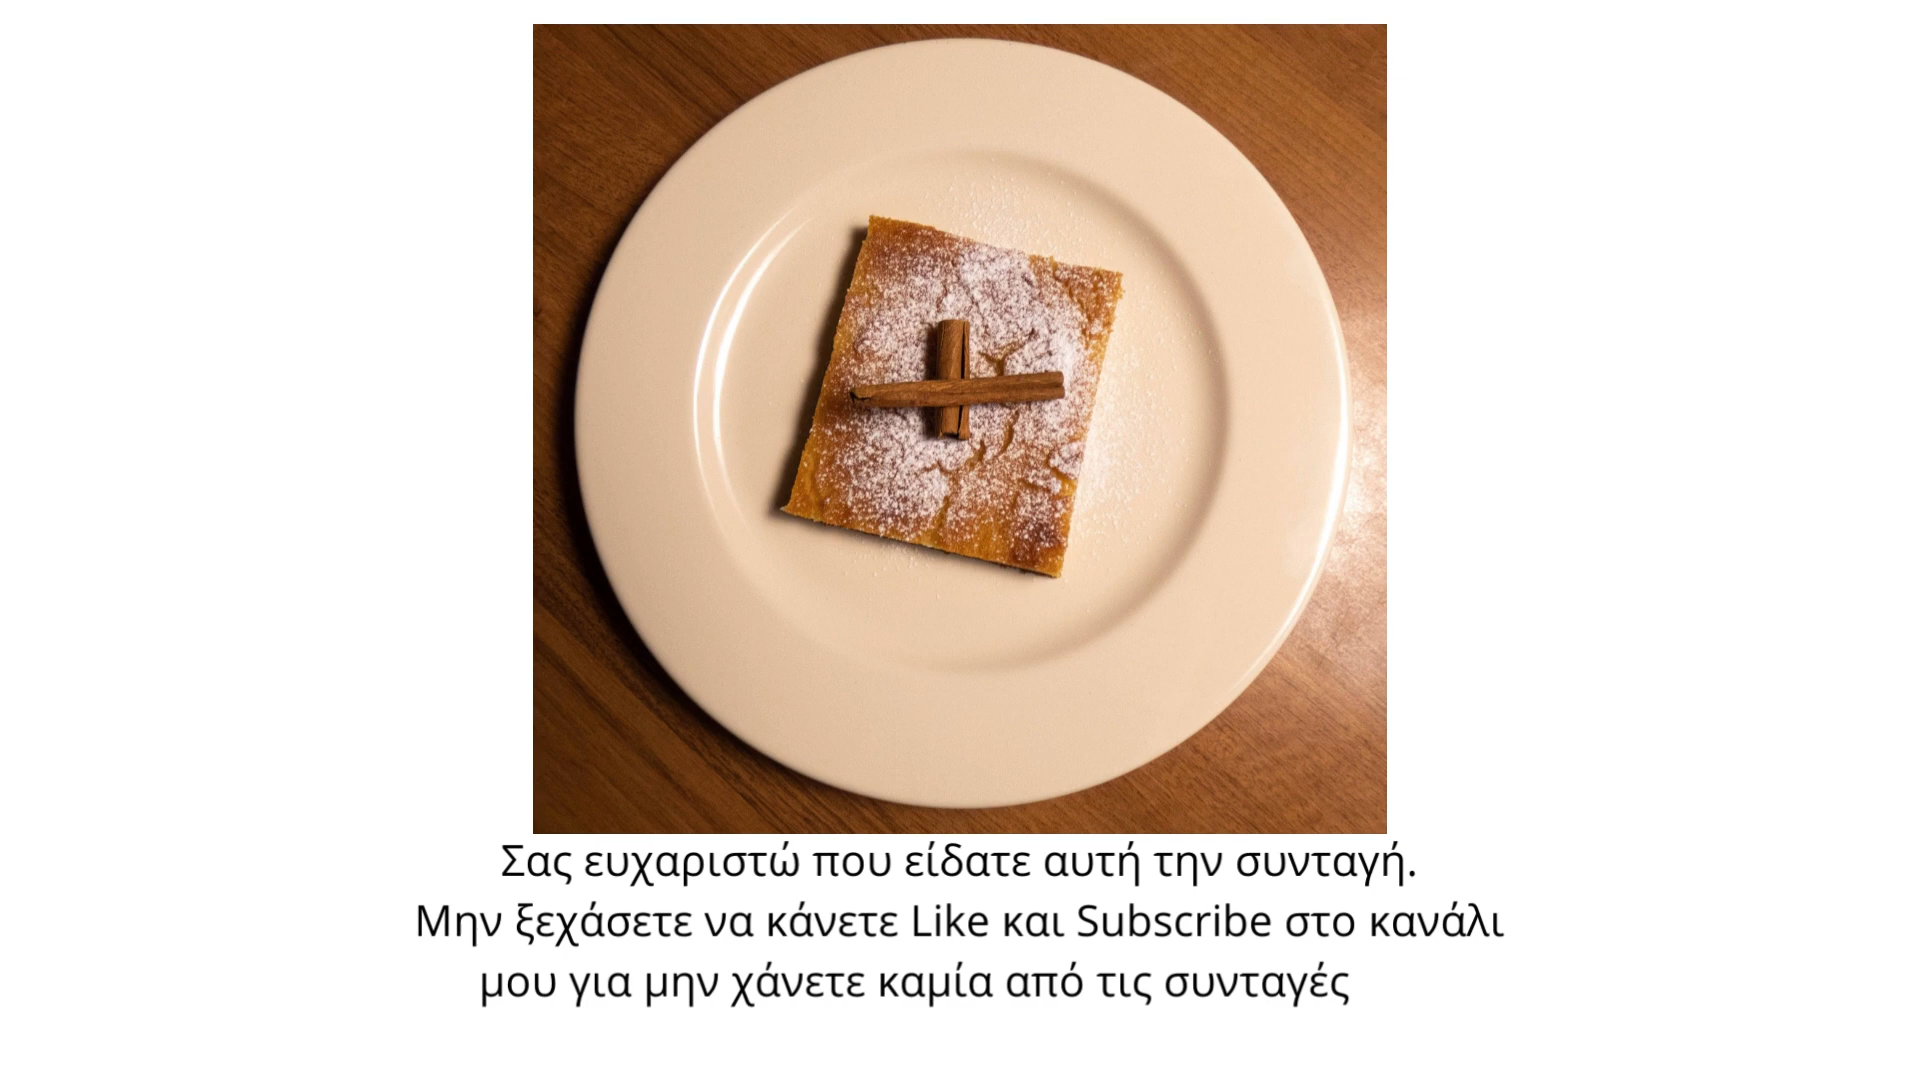 Σας ευχαριστώ που είδατε αυτή την συνταγή.
Μην ξεχάσετε να κάνετε Like και Subscribe στο κανάλι
μου για μην χάνετε καμία από τις συνταγές